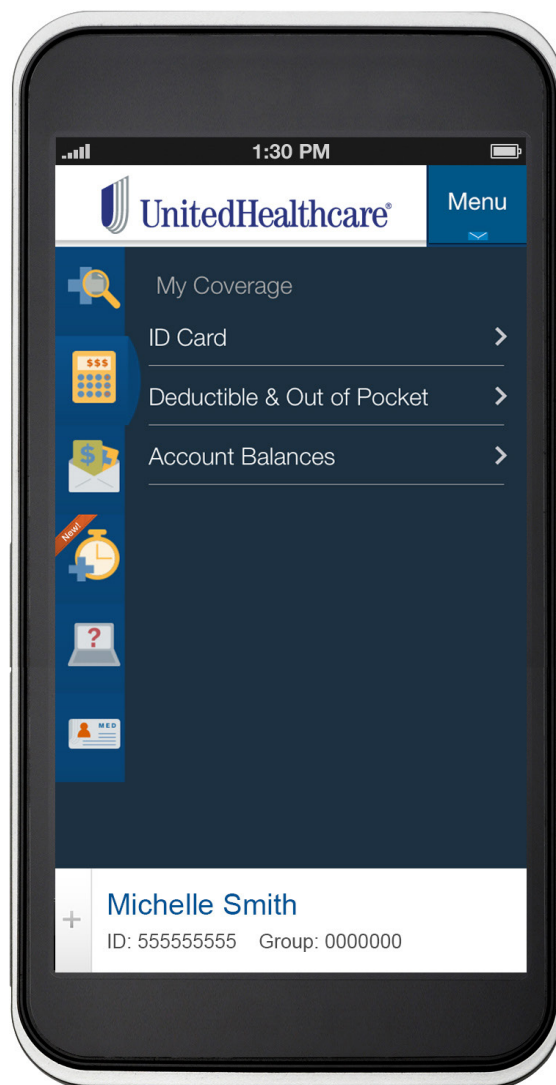 1:30 PM
UnitedHealthcare®
Menu
My Coverage
ID Card
$$$
Deductible & Out of Pocket
$
Account Balances
New!
?
MED
Michelle Smith
ID: 555555555 Group: 0000000